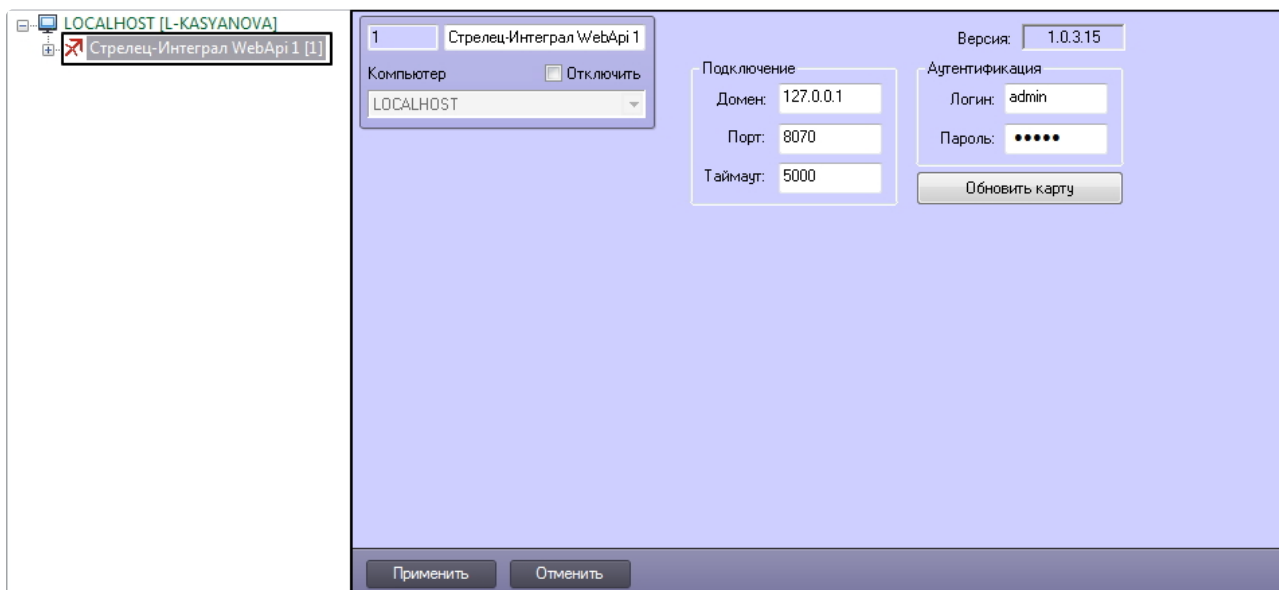 LOCALHOST [L-KASYANOVA]
Стрелец-Интеграл WebApi 1 [1]
1
Стрелец-Интеграл WebApi 1
Компьютер
Отключить
LOCALHOST
Подключение
Домен: 127.0.0.1
Порт: 8070
Таймаут: 5000
Версия: 1.0.3.15
Аутентификация
Логин: admin
Пароль: •••••
Обновить карту
Применить
Отменить